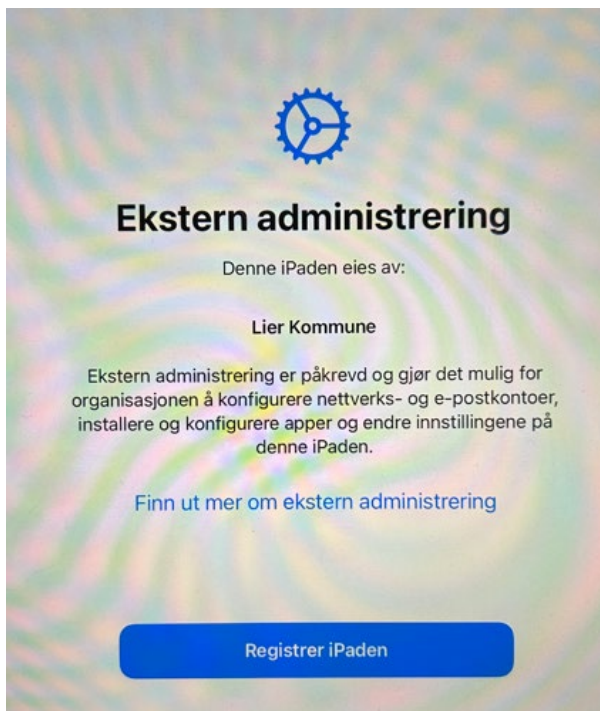 Ekstern administrering
Denne iPaden eies av:
Lier Kommune
Ekstern administrering er påkrevd og gjør det mulig for
organisasjonen å konfigurere nettverks- og e-postkontoer,
installere og konfigurere apper og endre innstillingene på
denne iPaden.
Finn ut mer om ekstern administrering
Registrer iPaden